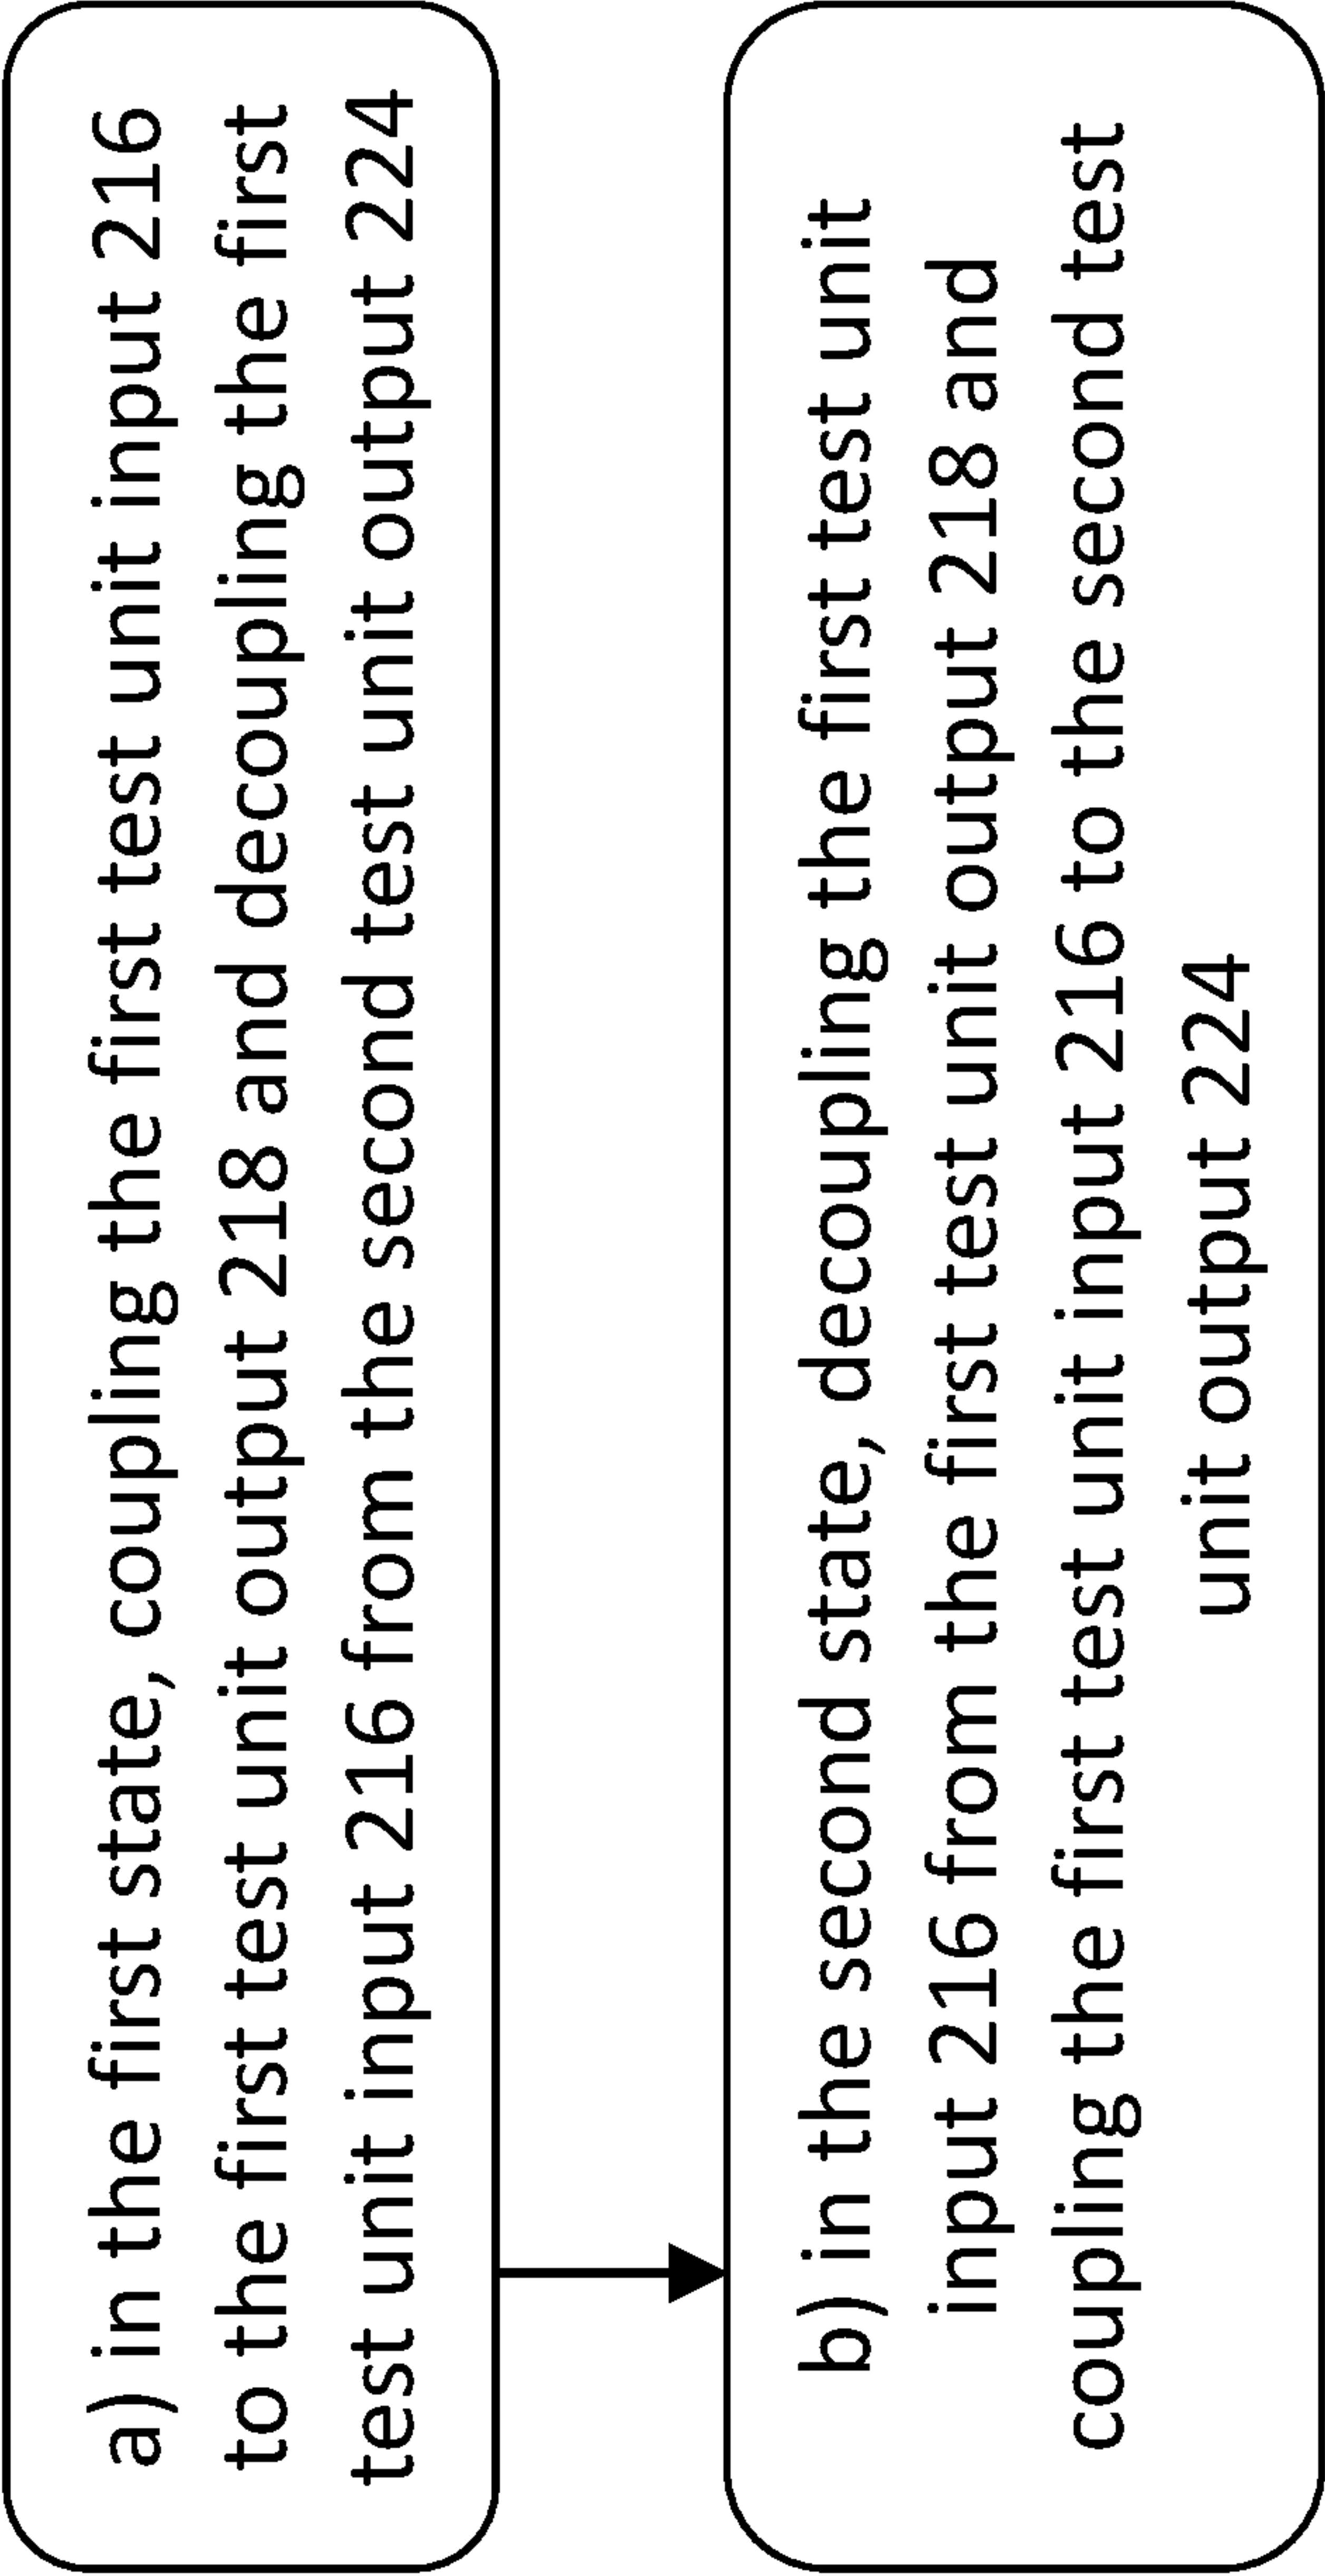 a) in the first state, coupling the first test unit input 216
to the first test unit output 218 and decoupling the first
test unit input 216 from the second test unit output 224
b) in the second state, decoupling the first test unit
input 216 from the first test unit output 218 and
coupling the first test unit input 216 to the second test
unit output 224